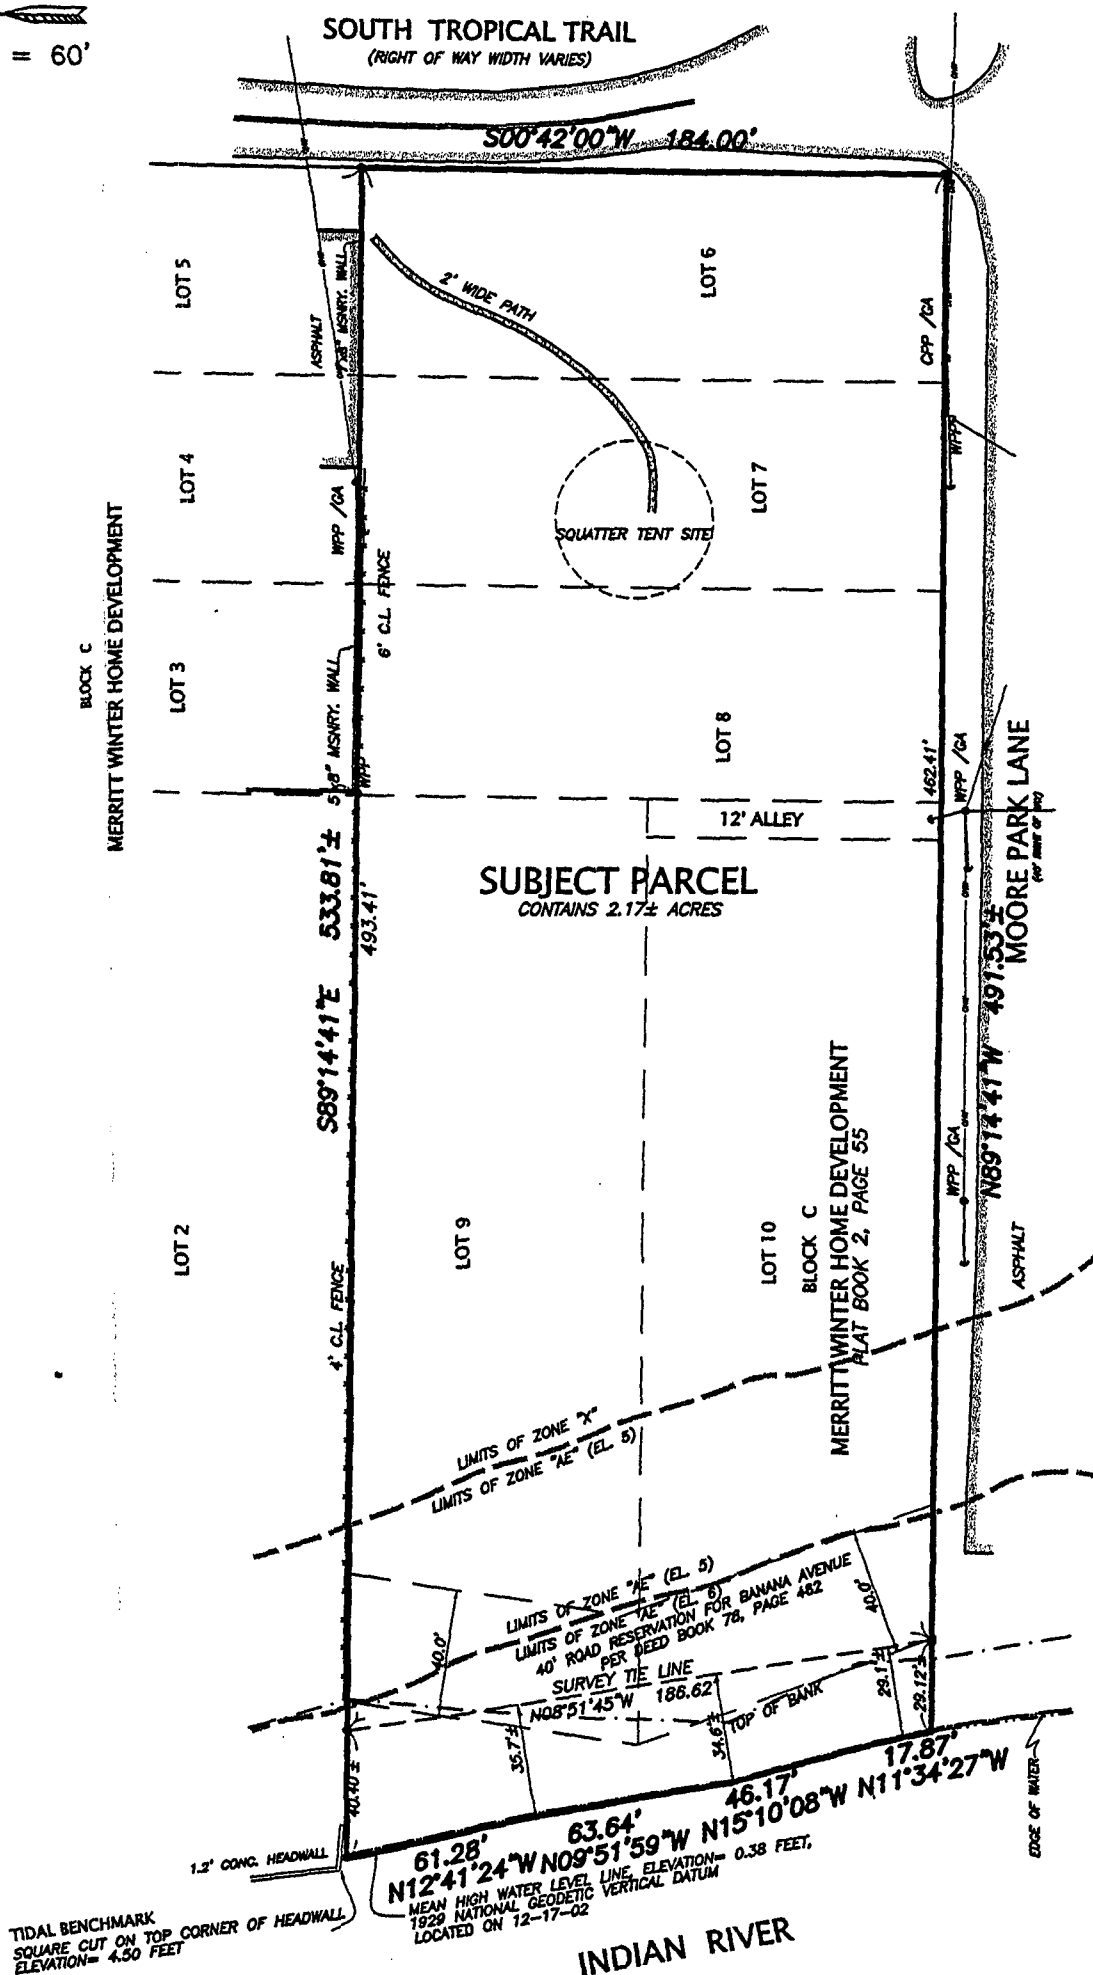 = 60'
SOUTH TROPICAL TRAIL
(RIGHT OF WAY WIDTH VARIES)
S00°42'00"W 184.00'
LOT 5
ASPHALT
MSNRY. WALL
2' WIDE PATH
LOT 6
CPP /GA
LOT 4
WPP /GA
6' C.L. FENCE
SQUATTER TENT SITE
LOT 7
WPP
BLOCK C
MERRITT WINTER HOME DEVELOPMENT
LOT 3
MSNRY. WALL
WPP
LOT 8
462.41'
WPP /GA
12' ALLEY
MOORE PARK LANE
SUBJECT PARCEL
CONTAINS 2.17± ACRES
S89°14'41"E 533.81'±
493.41'
N89°14'41"W 491.53'±
WPP /GA
LOT 2
4' C.L. FENCE
LOT 9
LOT 10
BLOCK C
MERRITT WINTER HOME DEVELOPMENT
PLAT BOOK 2, PAGE 55
ASPHALT
LIMITS OF ZONE "X"
LIMITS OF ZONE "AE" (EL. 5)
LIMITS OF ZONE "AE" (EL. 5)
LIMITS OF ZONE "AE" (EL. 6)
40' ROAD RESERVATION FOR BANANA AVENUE
PER DEED BOOK 78, PAGE 462
40.0'
40.0'
SURVEY TIE LINE
N08°51'45"W 186.62'
TOP OF BANK
35.7'±
34.6'±
29.1'±
29.12'±
40.40'±
17.87'
N11°34'27"W
46.17'
N15°10'08"W
63.64'
N09°51'59"W
61.28'
N12°41'24"W
EDGE OF WATER
1.2' CONC. HEADWALL
MEAN HIGH WATER LEVEL LINE, ELEVATION= 0.38 FEET,
1929 NATIONAL GEODETIC VERTICAL DATUM
LOCATED ON 12-17-02
TIDAL BENCHMARK
SQUARE CUT ON TOP CORNER OF HEADWALL
ELEVATION= 4.50 FEET
INDIAN RIVER